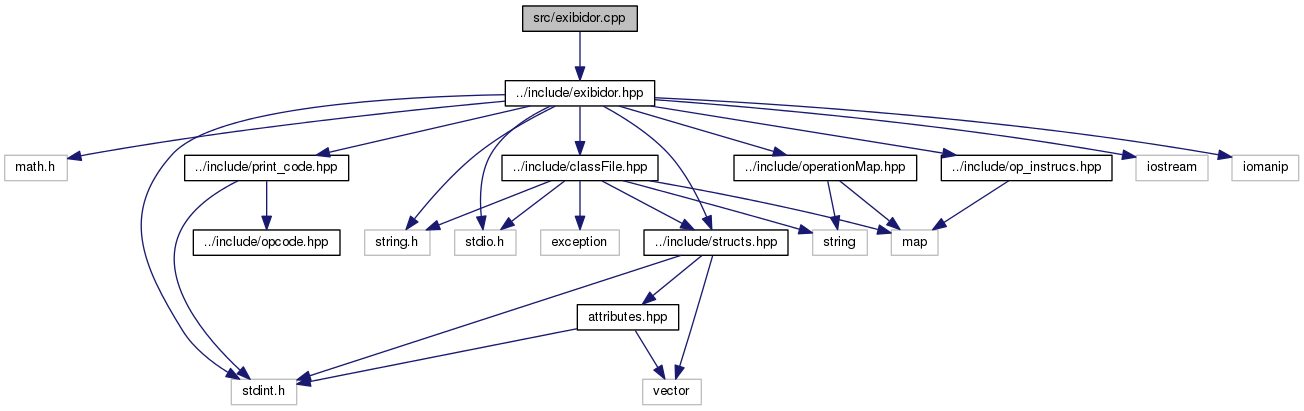 src/exibidor.cpp
../include/exibidor.hpp
math.h
../include/print_code.hpp
../include/classFile.hpp
../include/operationMap.hpp
../include/op_instrucs.hpp
iostream
iomanip
../include/opcode.hpp
string.h
stdio.h
exception
../include/structs.hpp
string
map
attributes.hpp
stdint.h
vector